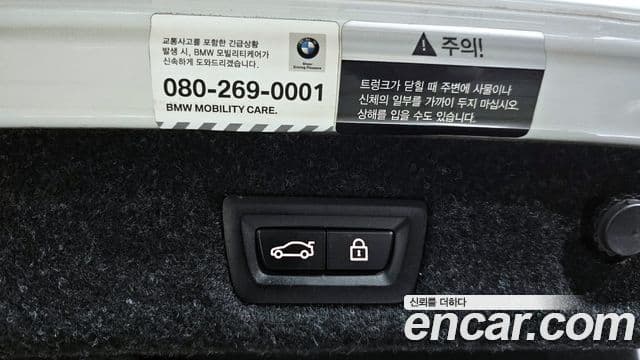 교통사고를 포함한 긴급상황
발생 시, BMW 모빌리티케어가
신속하게 도와드리겠습니다.
080-269-0001
BMW MOBILITY CARE.
주의!
트렁크가 닫힐 때 주변에 사물이나
신체의 일부를 가까이 두지 마십시오.
상해를 입을 수도 있습니다.
신뢰를 더하다
encar.com